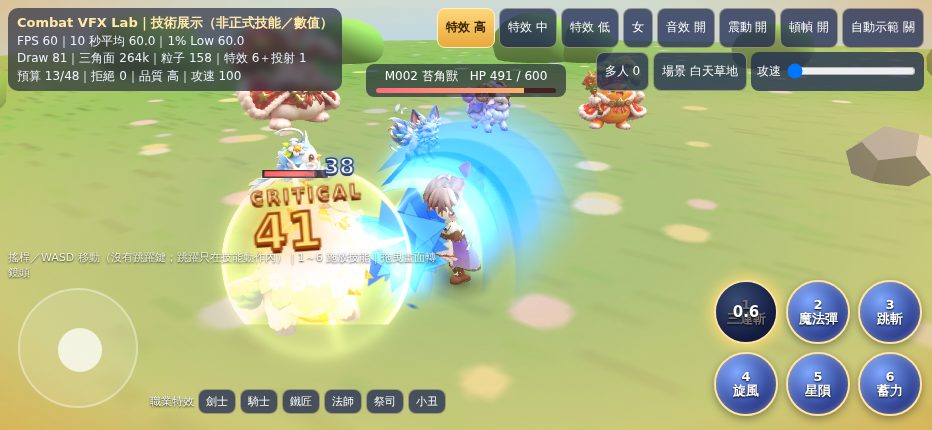 Combat VFX Lab｜技術展示（非正式技能／數值）
FPS 60｜10 秒平均 60.0｜1% Low 60.0
Draw 81｜三角面 264k｜粒子 158｜特效 6＋投射 1
預算 13/48｜拒絕 0｜品質 高｜攻速 100
特效 高
特效 中
特效 低
女
音效 開
震動 開
頓幀 開
自動示範 關
多人 0
場景 白天草地
攻速
M002 苔角獸 HP 491 / 600
38
CRITICAL
41
搖桿／WASD 移動（沒有跳躍鍵；跳躍只在技能動作內）｜1～6 施放技能｜拖曳畫面轉
鏡頭
1
三連斬
0.6
2
魔法彈
3
跳斬
4
旋風
5
星隕
6
蓄力
職業特效
劍士
騎士
鐵匠
法師
祭司
小丑